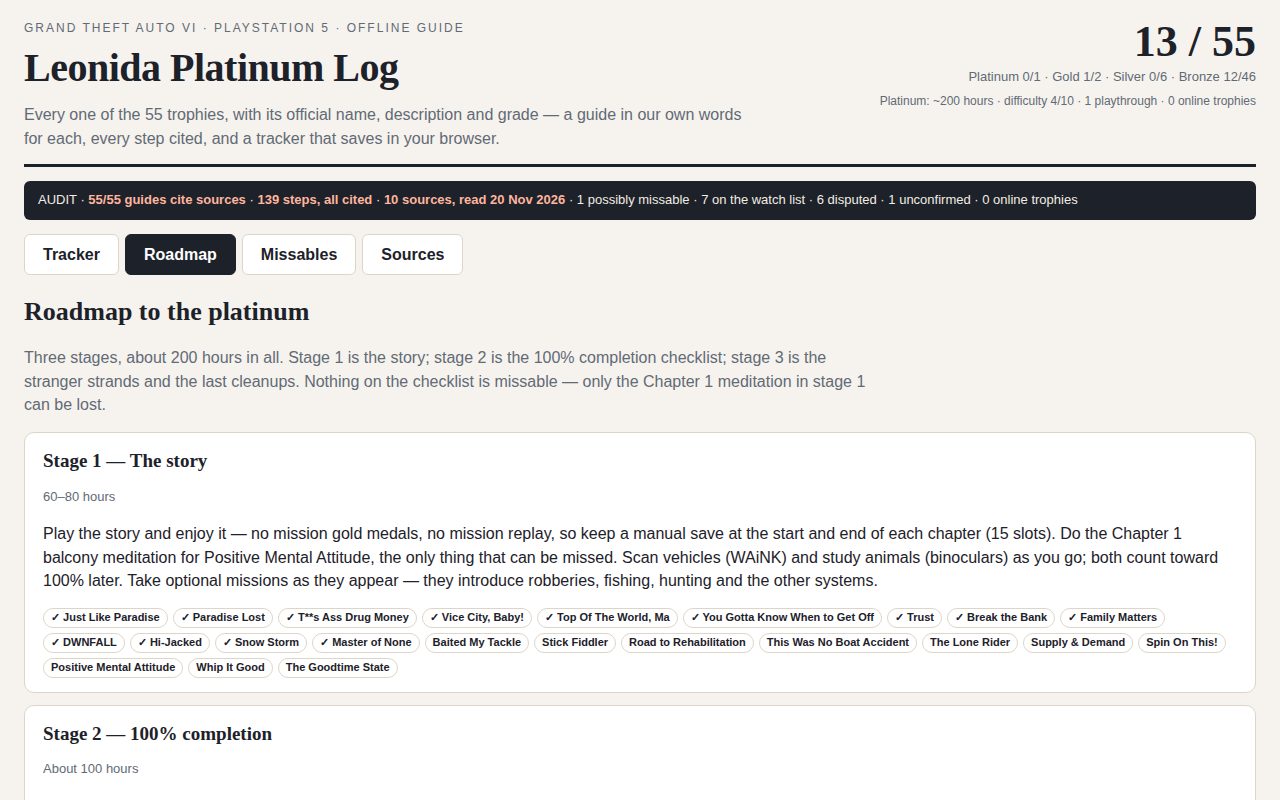 GRAND THEFT AUTO VI · PLAYSTATION 5 · OFFLINE GUIDE
Leonida Platinum Log
Every one of the 55 trophies, with its official name, description and grade — a guide in our own words
for each, every step cited, and a tracker that saves in your browser.
13 / 55
Platinum 0/1 · Gold 1/2 · Silver 0/6 · Bronze 12/46
Platinum: ~200 hours · difficulty 4/10 · 1 playthrough · 0 online trophies
AUDIT · 55/55 guides cite sources · 139 steps, all cited · 10 sources, read 20 Nov 2026 · 1 possibly missable · 7 on the watch list · 6 disputed · 1 unconfirmed · 0 online trophies
Tracker Roadmap Missables Sources
Roadmap to the platinum
Three stages, about 200 hours in all. Stage 1 is the story; stage 2 is the 100% completion checklist; stage 3 is the
stranger strands and the last cleanups. Nothing on the checklist is missable — only the Chapter 1 meditation in stage 1
can be lost.
Stage 1 — The story
60–80 hours
Play the story and enjoy it — no mission gold medals, no mission replay, so keep a manual save at the start and end of each chapter (15 slots). Do the Chapter 1
balcony meditation for Positive Mental Attitude, the only thing that can be missed. Scan vehicles (WAiNK) and study animals (binoculars) as you go; both count toward
100% later. Take optional missions as they appear — they introduce robberies, fishing, hunting and the other systems.
✓ Just Like Paradise ✓ Paradise Lost ✓ T**s Ass Drug Money ✓ Vice City, Baby! ✓ Top Of The World, Ma ✓ You Gotta Know When to Get Off ✓ Trust ✓ Break the Bank ✓ Family Matters
✓ DWNFALL ✓ Hi-Jacked ✓ Snow Storm ✓ Master of None Baited My Tackle Stick Fiddler Road to Rehabilitation This Was No Boat Accident The Lone Rider Supply & Demand Spin On This!
Positive Mental Attitude Whip It Good The Goodtime State
Stage 2 — 100% completion
About 100 hours